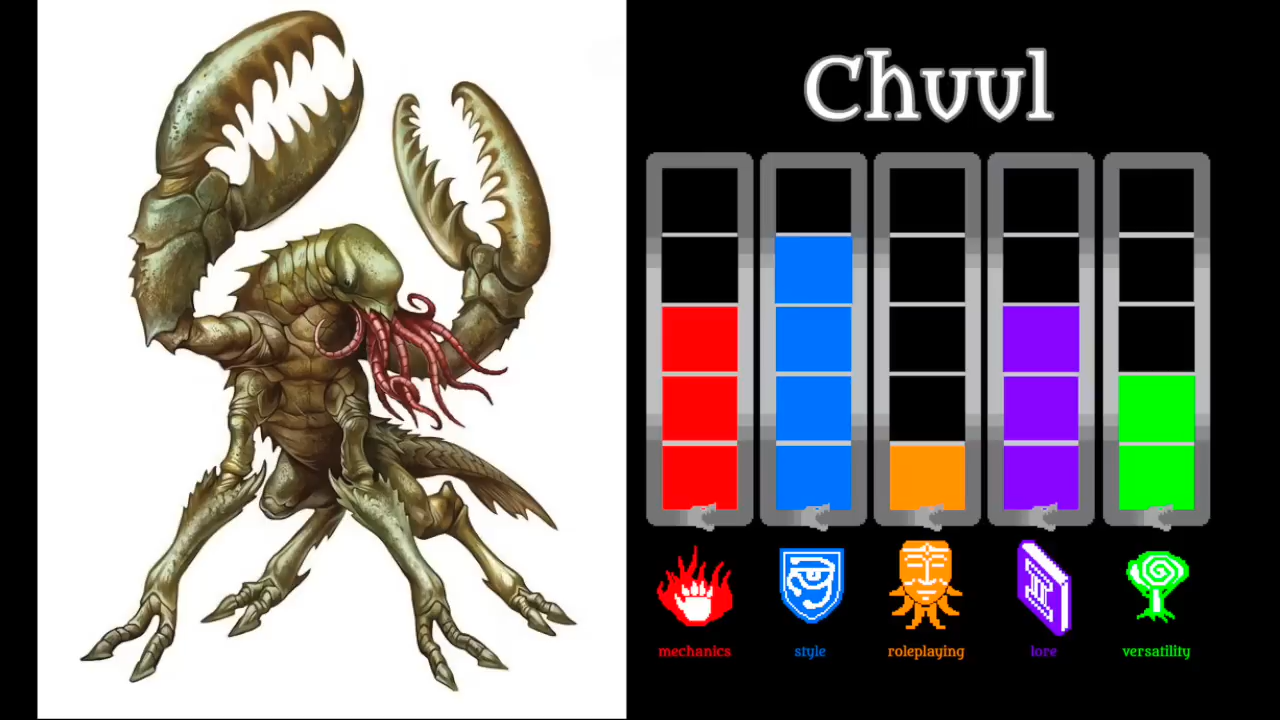 Chuul
mechanics
style
roleplaying
lore
versatility